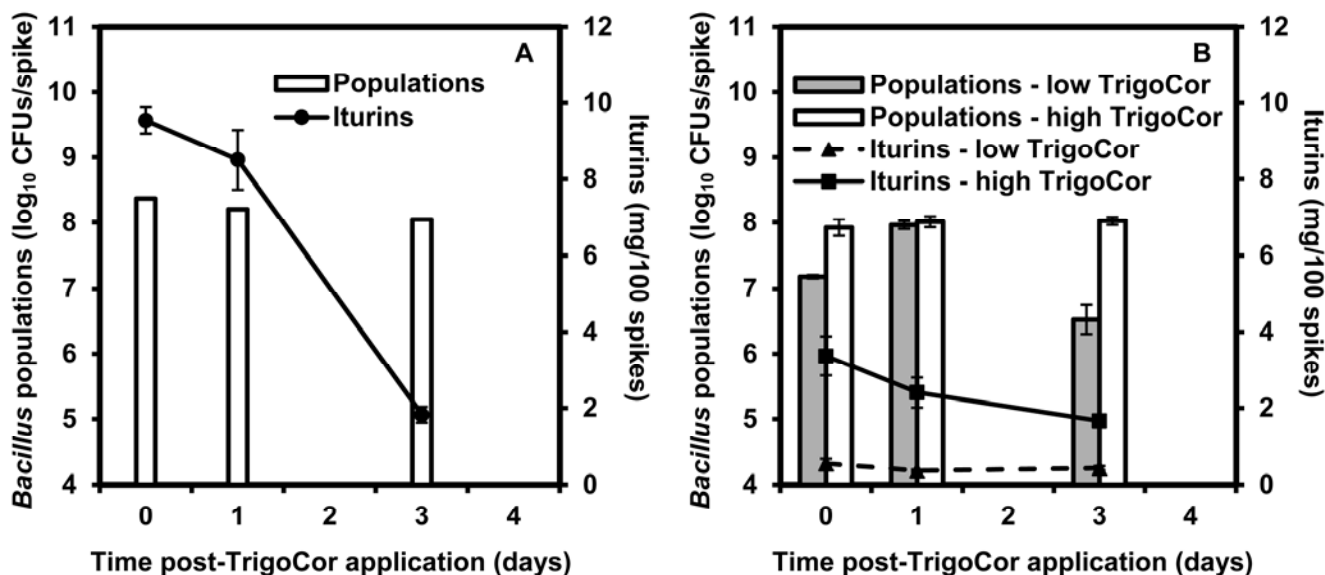 A
Populations
Iturins
Bacillus populations (log₁₀ CFUs/spike)
11
10
9
8
7
6
5
4
Iturins (mg/100 spikes)
12
10
8
6
4
2
0
0 1 2 3 4
Time post-TrigoCor application (days)
B
Populations - low TrigoCor
Populations - high TrigoCor
Iturins - low TrigoCor
Iturins - high TrigoCor
Bacillus populations (log₁₀ CFUs/spike)
11
10
9
8
7
6
5
4
Iturins (mg/100 spikes)
12
10
8
6
4
2
0
0 1 2 3 4
Time post-TrigoCor application (days)